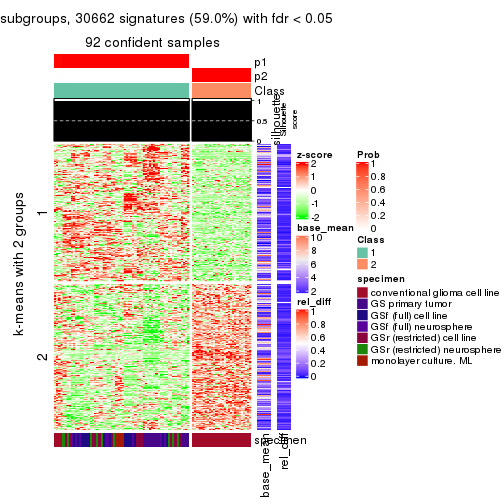 subgroups, 30662 signatures (59.0%) with fdr < 0.05
92 confident samples
p1
p2
Class
silhouette
Silhouette
score
1
0.5
0
k-means with 2 groups
1
2
z-score
2
1
0
-1
-2
base_mean
10
8
6
4
2
rel_diff
1
0.8
0.6
0.4
0.2
0
Prob
1
0.8
0.6
0.4
0.2
0
Class
1
2
specimen
conventional glioma cell line
GS primary tumor
GSf (full) cell line
GSf (full) neurosphere
GSr (restricted) cell line
GSr (restricted) neurosphere
monolayer culture. ML
specimen
base_mean
rel_diff